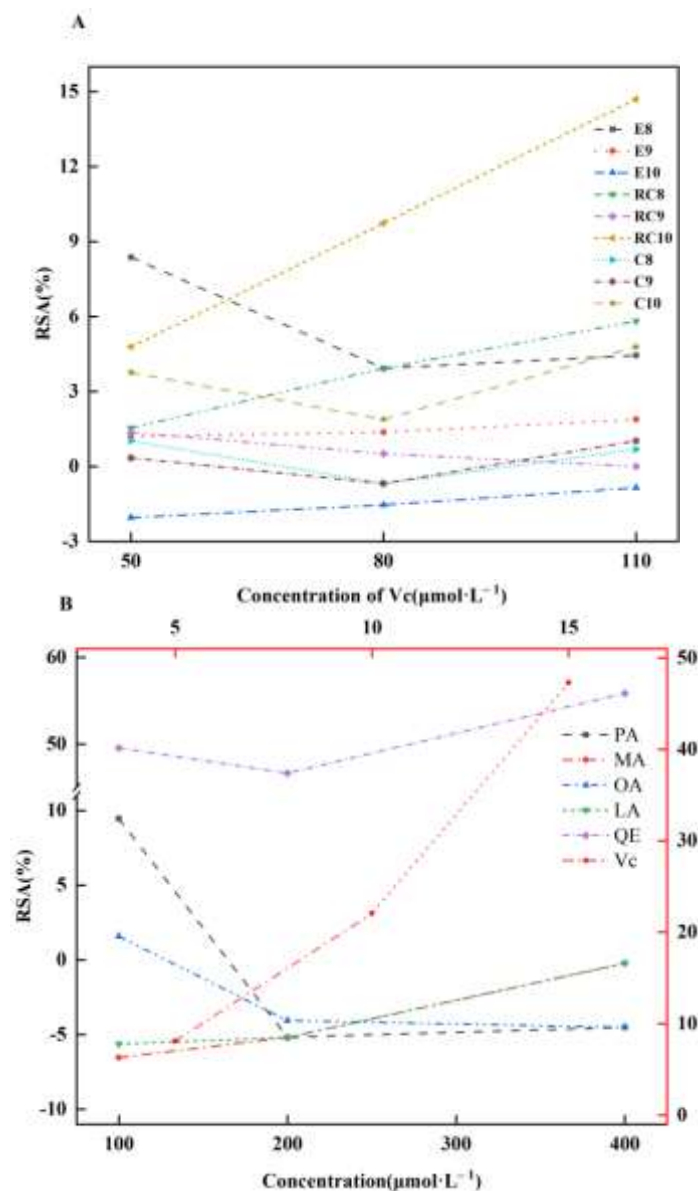 A
15
12
9
6
3
0
-3
RSA(%)
E8
E9
E10
RC8
RC9
RC10
C8
C9
C10
50 80 110
Concentration of Vc(μmol·L⁻¹)
B
5 10 15
60
50
10
5
0
-5
-10
RSA(%)
PA
MA
OA
LA
QE
Vc
50
40
30
20
10
0
100 200 300 400
Concentration(μmol·L⁻¹)